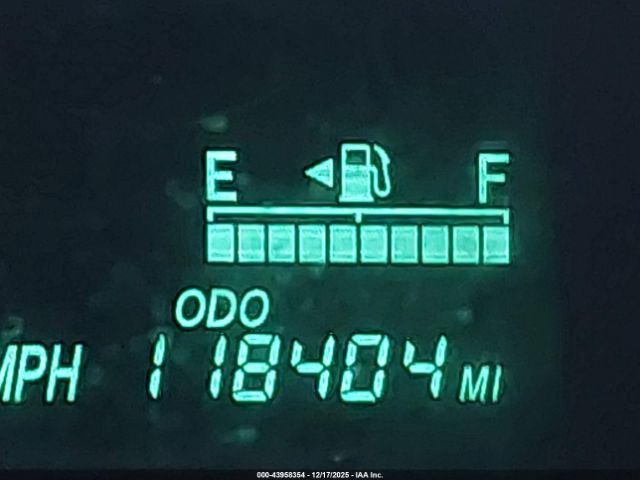 E F
ODO
MPH 118404 MI
000-43958354 - 12/17/2025 - IAA Inc.